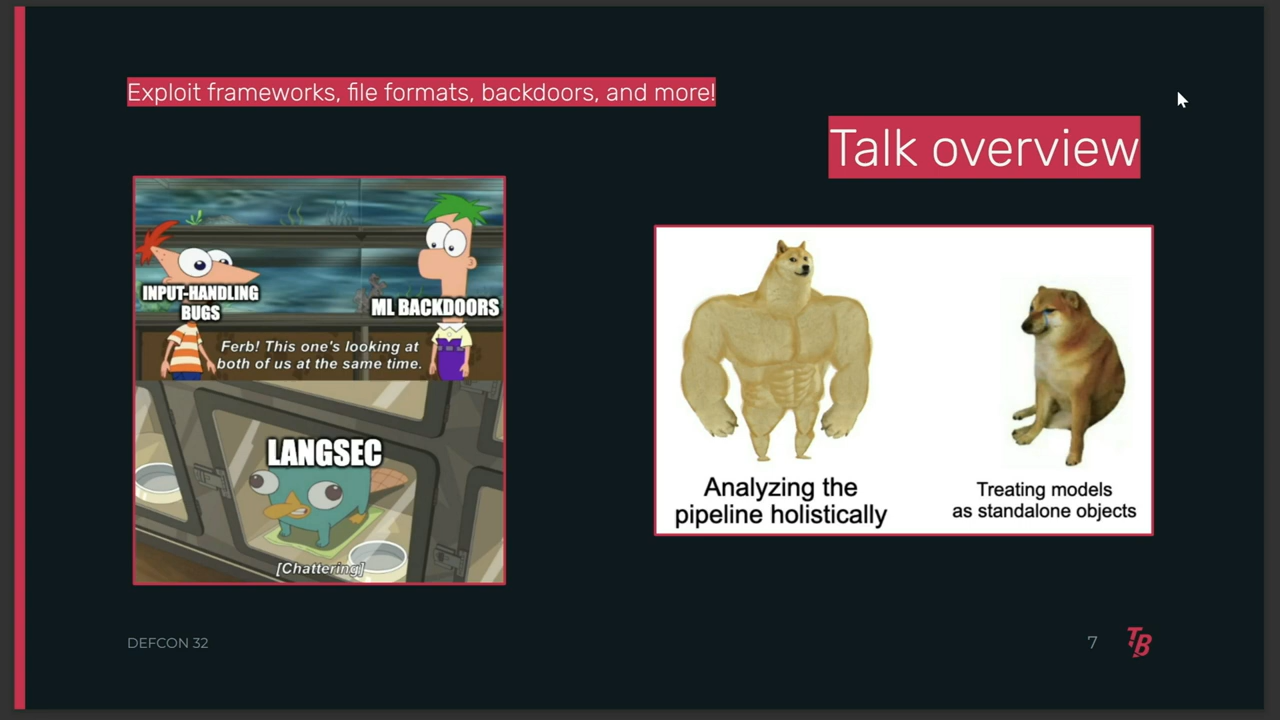 Exploit frameworks, file formats, backdoors, and more!
Talk overview
INPUT-HANDLING
BUGS
ML BACKDOORS
Ferb! This one's looking at
both of us at the same time.
LANGSEC
[Chattering]
Analyzing the
pipeline holistically
Treating models
as standalone objects
DEFCON 32
7
TB